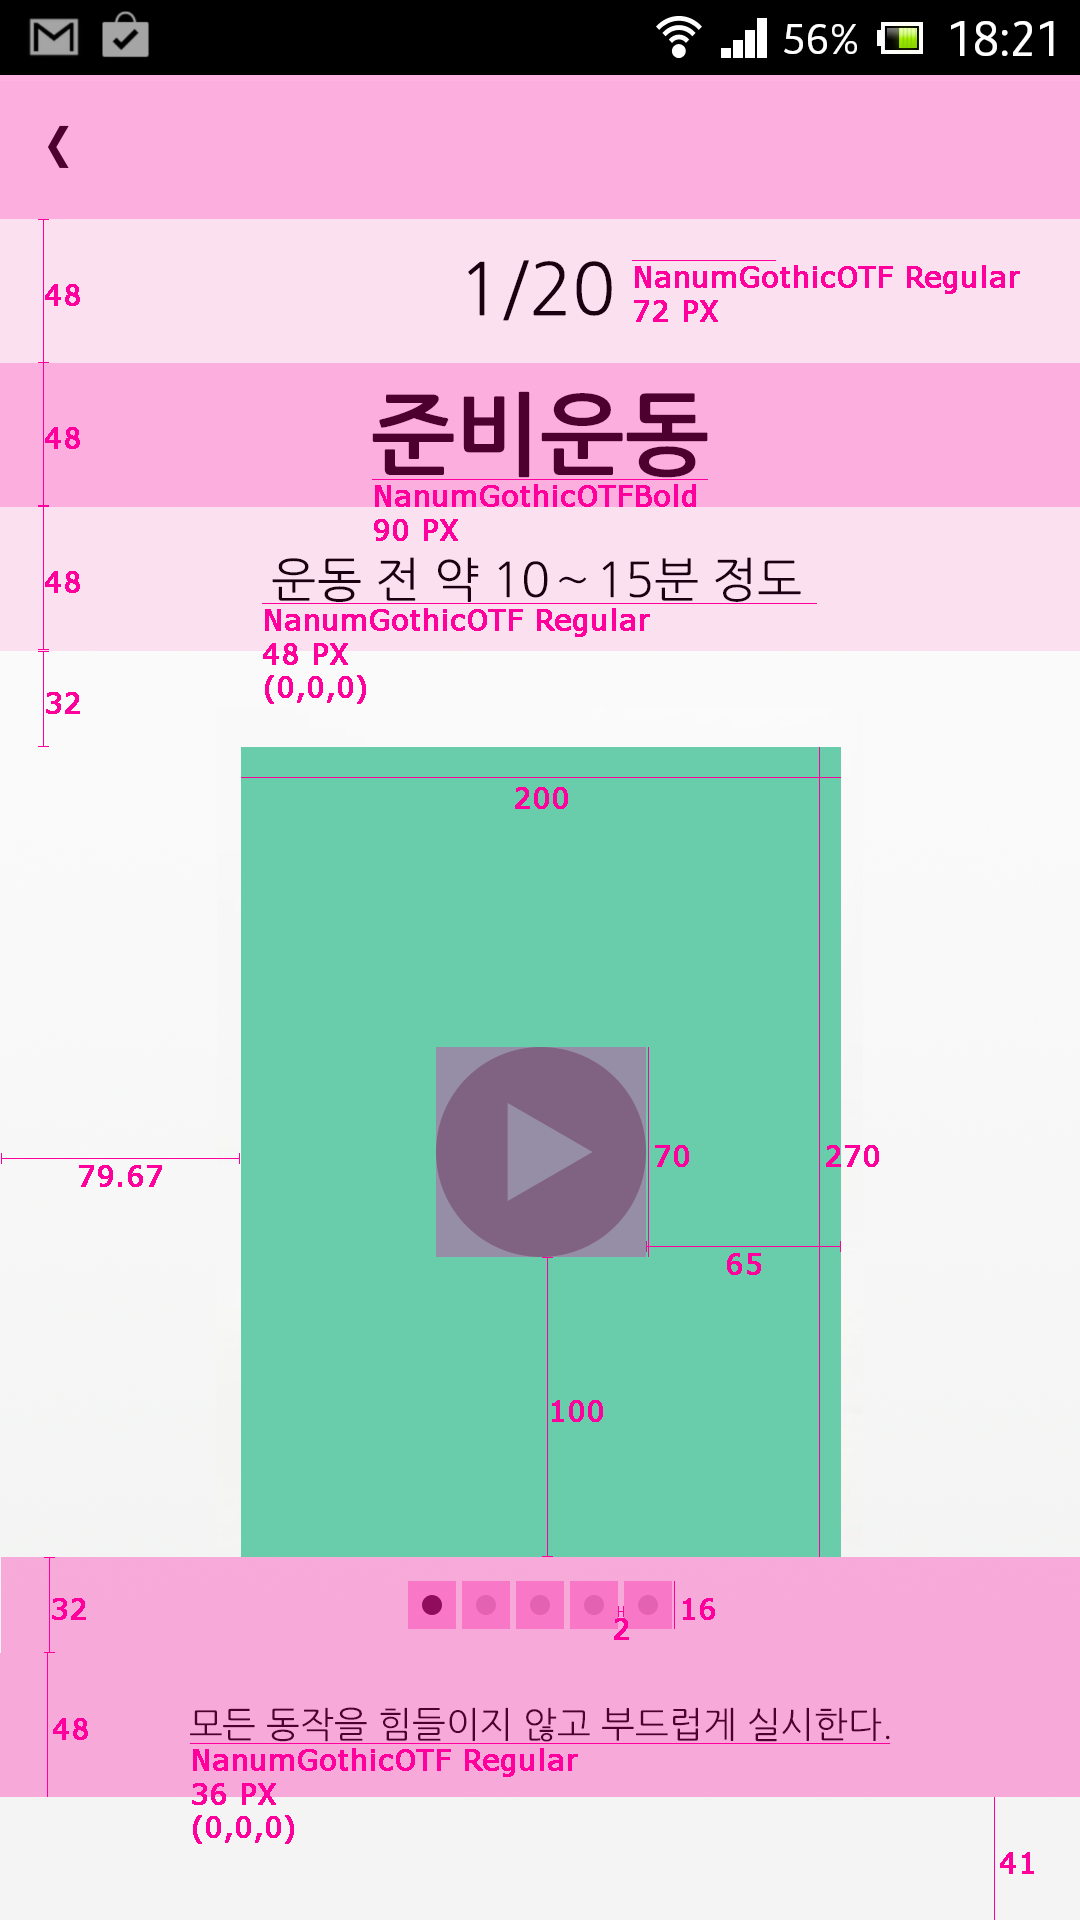 56% 18:21
❮
48
1/20
NanumGothicOTF Regular
72 PX
48
준비운동
NanumGothicOTFBold
90 PX
48
운동 전 약 10~15분 정도
NanumGothicOTF Regular
48 PX
(0,0,0)
32
200
79.67
70
270
65
100
32
16
2
48
모든 동작을 힘들이지 않고 부드럽게 실시한다.
NanumGothicOTF Regular
36 PX
(0,0,0)
41